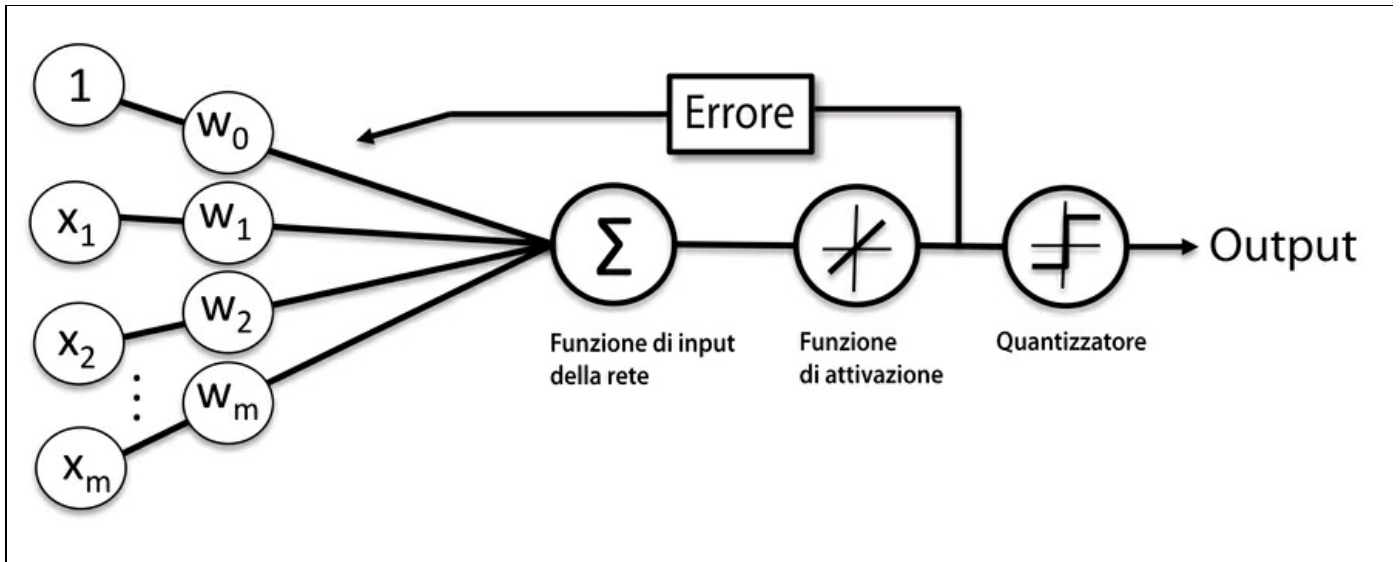 1
w0
Errore
x1
w1
Σ
Output
x2
w2
Funzione di input
della rete
Funzione
di attivazione
Quantizzatore
wm
xm